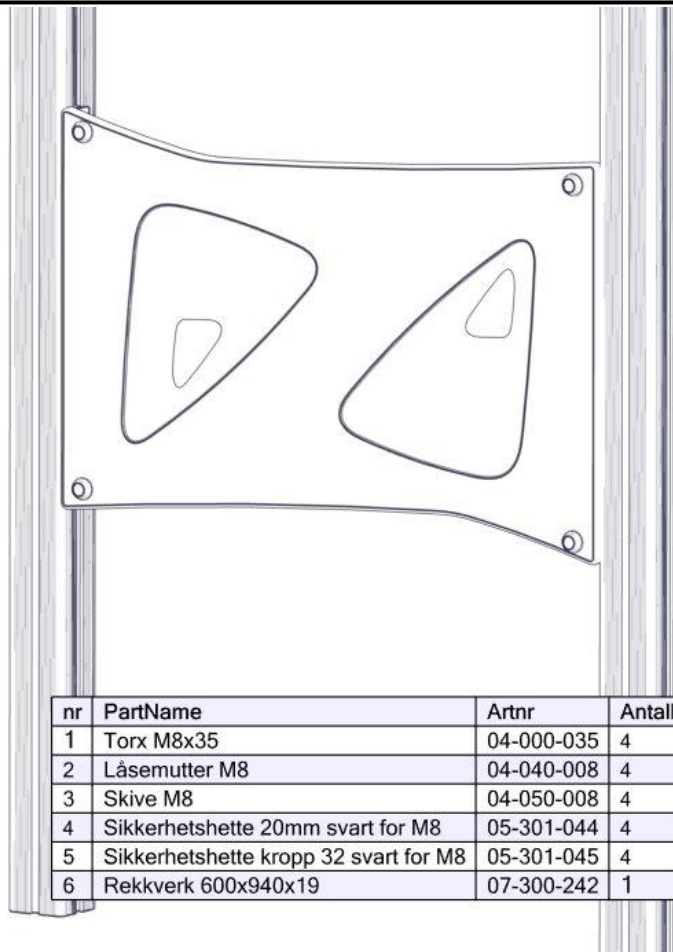 nr PartName Artnr Antall
1 Torx M8x35 04-000-035 4
2 Låsemutter M8 04-040-008 4
3 Skive M8 04-050-008 4
4 Sikkerhetshette 20mm svart for M8 05-301-044 4
5 Sikkerhetshette kropp 32 svart for M8 05-301-045 4
6 Rekkverk 600x940x19 07-300-242 1